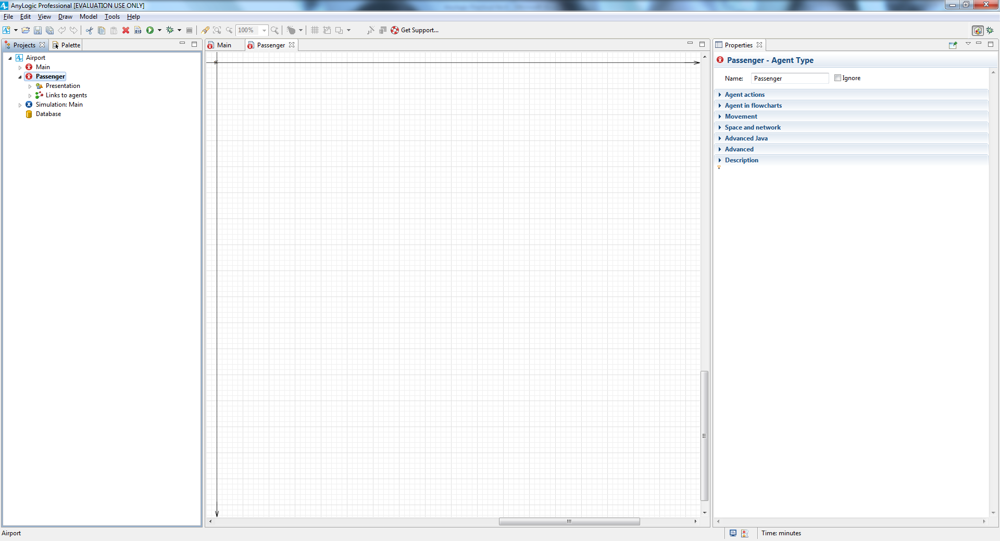 AnyLogic Professional [EVALUATION USE ONLY]
File Edit View Draw Model Tools Help
100% Get Support...
Projects Palette
Airport
Main
Passenger
Presentation
Links to agents
Simulation: Main
Database
Main Passenger
Properties
Passenger - Agent Type
Name: Passenger Ignore
Agent actions
Agent in flowcharts
Movement
Space and network
Advanced Java
Advanced
Description
Airport
Time: minutes